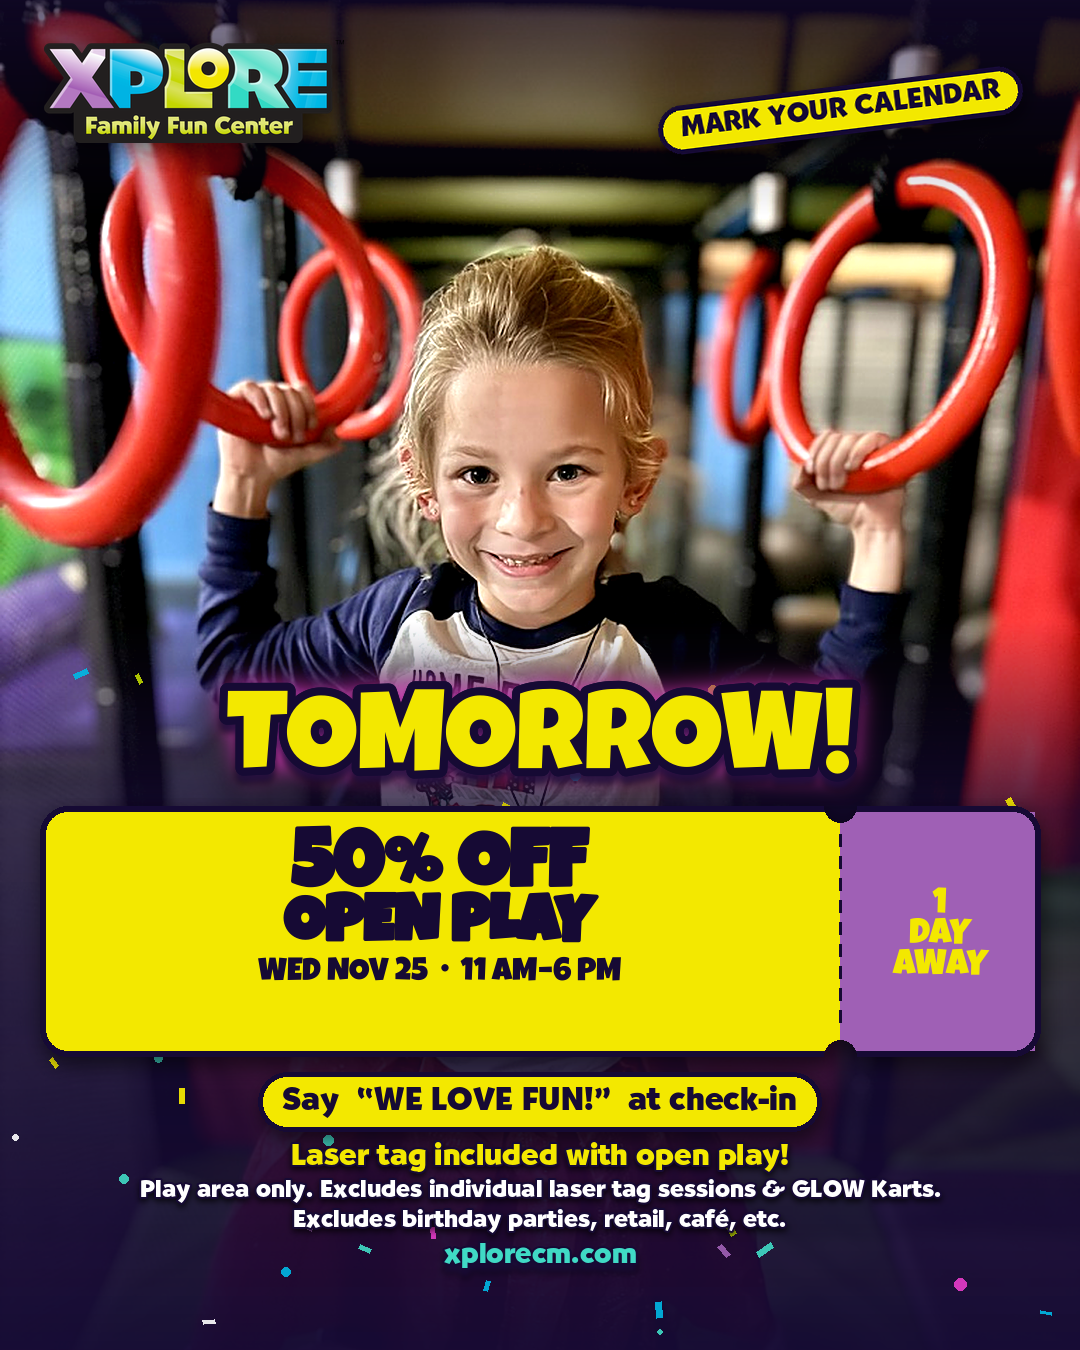 XPLORE
Family Fun Center
MARK YOUR CALENDAR
TOMORROW!
50% OFF
OPEN PLAY
WED NOV 25 • 11 AM–6 PM
1
DAY
AWAY
Say “WE LOVE FUN!” at check-in
Laser tag included with open play!
Play area only. Excludes individual laser tag sessions & GLOW Karts.
Excludes birthday parties, retail, café, etc.
xplorecm.com